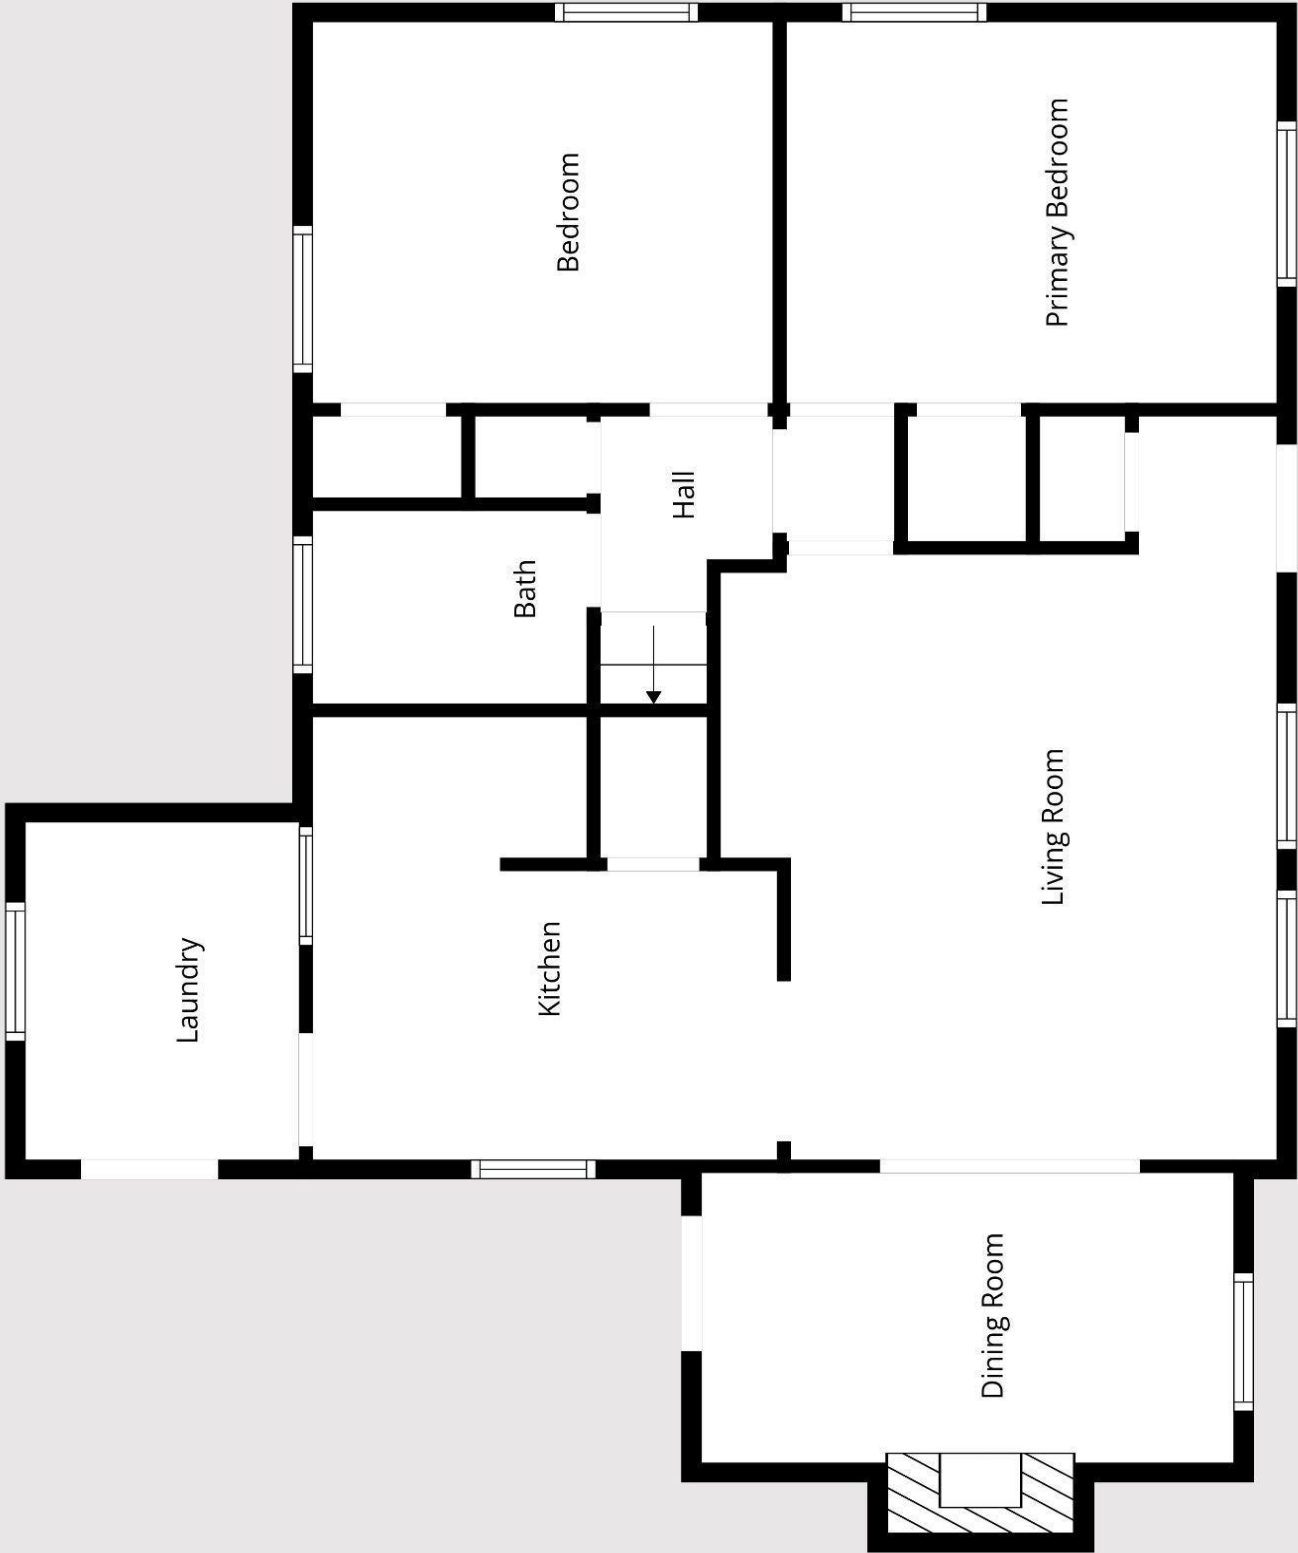 Bedroom
Primary Bedroom
Hall
Bath
Living Room
Kitchen
Laundry
Dining Room